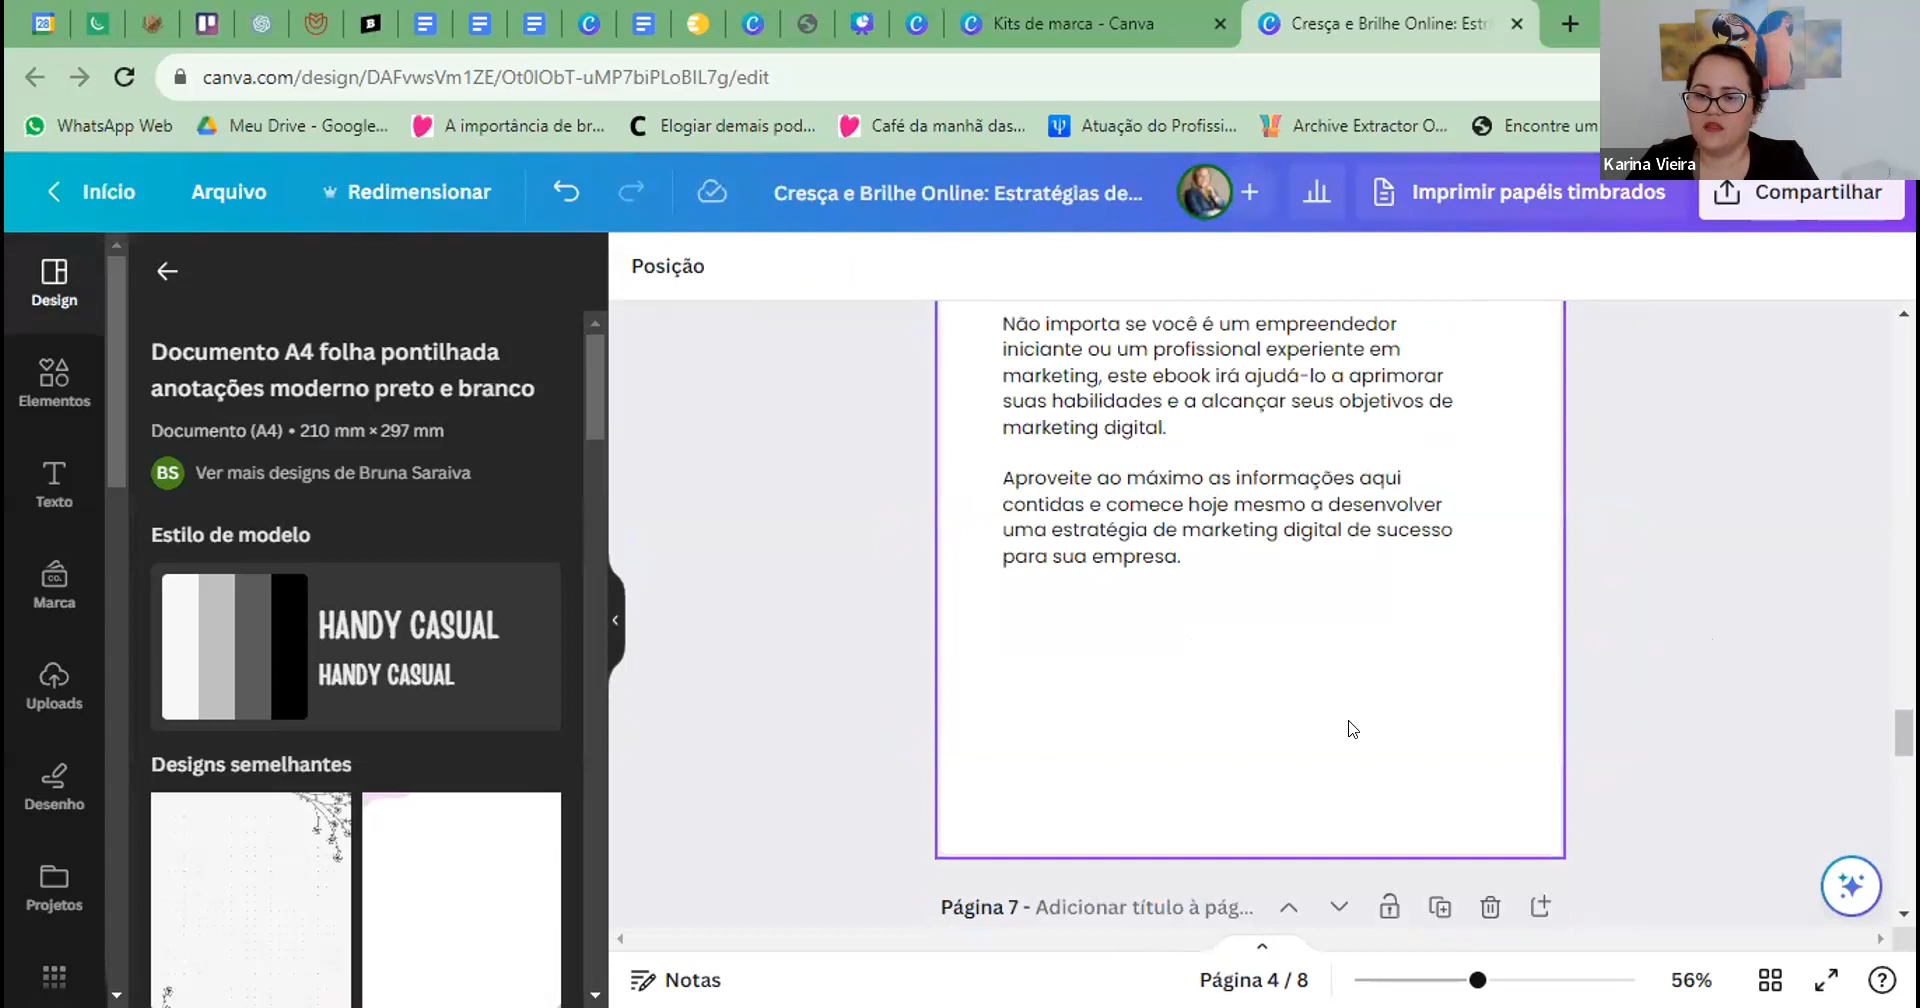 28
Kits de marca - Canva
Cresça e Brilhe Online: Estr
canva.com/design/DAFvwsVm1ZE/Ot0lObT-uMP7biPLoBIL7g/edit
WhatsApp Web
Meu Drive - Google...
A importância de br...
Elogiar demais pod...
Café da manhã das...
Atuação do Profissi...
Archive Extractor O...
Encontre um
Karina Vieira
Início
Arquivo
Redimensionar
Cresça e Brilhe Online: Estratégias de...
Imprimir papéis timbrados
Compartilhar
Design
Elementos
Texto
CO.
Marca
Uploads
Desenho
Projetos
Documento A4 folha pontilhada
anotações moderno preto e branco
Documento (A4) • 210 mm × 297 mm
BS
Ver mais designs de Bruna Saraiva
Estilo de modelo
HANDY CASUAL
HANDY CASUAL
Designs semelhantes
Posição
Não importa se você é um empreendedor
iniciante ou um profissional experiente em
marketing, este ebook irá ajudá-lo a aprimorar
suas habilidades e a alcançar seus objetivos de
marketing digital.
Aproveite ao máximo as informações aqui
contidas e comece hoje mesmo a desenvolver
uma estratégia de marketing digital de sucesso
para sua empresa.
Página 7 - Adicionar título à pág...
Notas
Página 4 / 8
56%